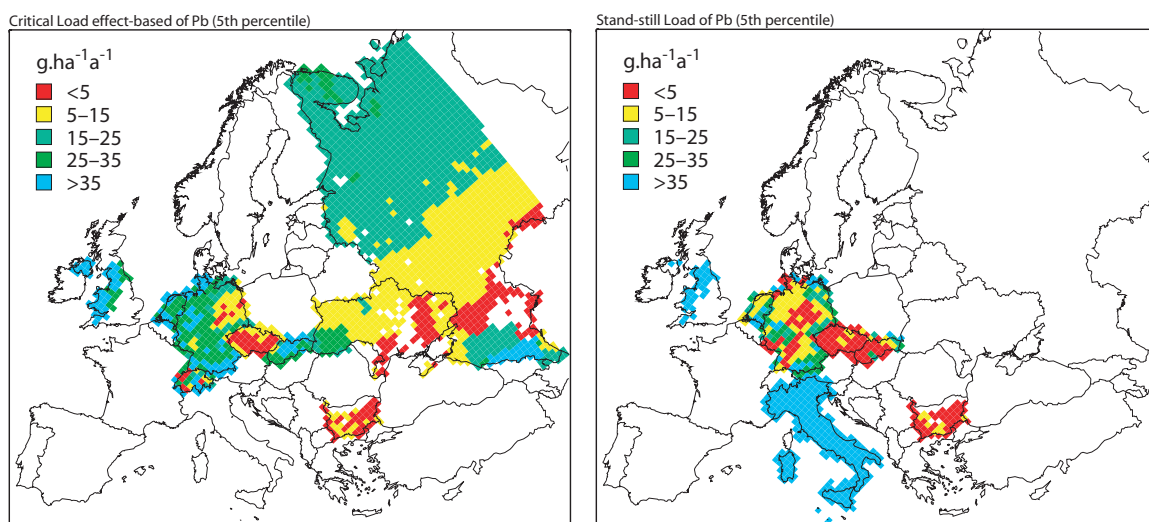 Critical Load effect-based of Pb (5th percentile)
g.ha⁻¹a⁻¹
<5
5–15
15–25
25–35
>35
Stand-still Load of Pb (5th percentile)
g.ha⁻¹a⁻¹
<5
5–15
15–25
25–35
>35